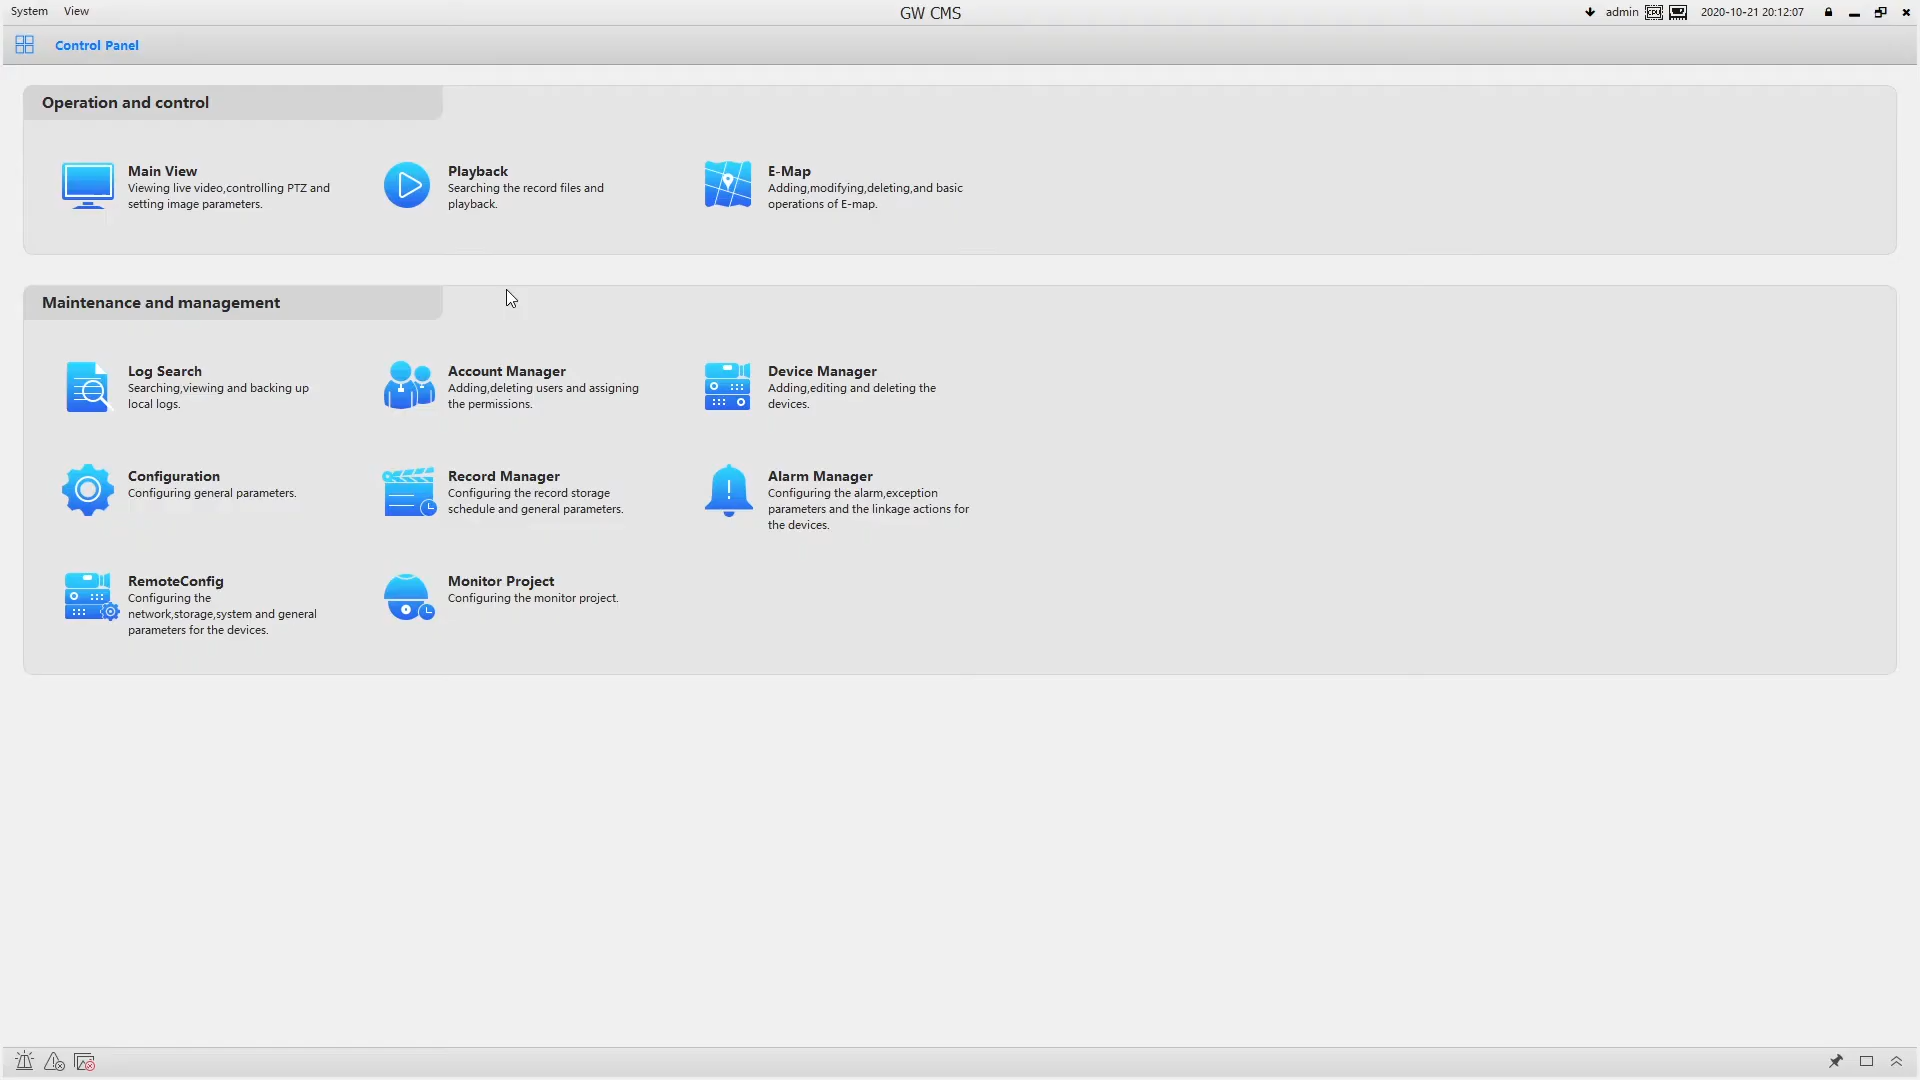 System View GW CMS admin CPU 2020-10-21 20:12:07
Control Panel
Operation and control
Main View
Viewing live video,controlling PTZ and
setting image parameters.
Playback
Searching the record files and
playback.
E-Map
Adding,modifying,deleting,and basic
operations of E-map.
Maintenance and management
Log Search
Searching,viewing and backing up
local logs.
Account Manager
Adding,deleting users and assigning
the permissions.
Device Manager
Adding,editing and deleting the
devices.
Configuration
Configuring general parameters.
Record Manager
Configuring the record storage
schedule and general parameters.
Alarm Manager
Configuring the alarm,exception
parameters and the linkage actions for
the devices.
RemoteConfig
Configuring the
network,storage,system and general
parameters for the devices.
Monitor Project
Configuring the monitor project.